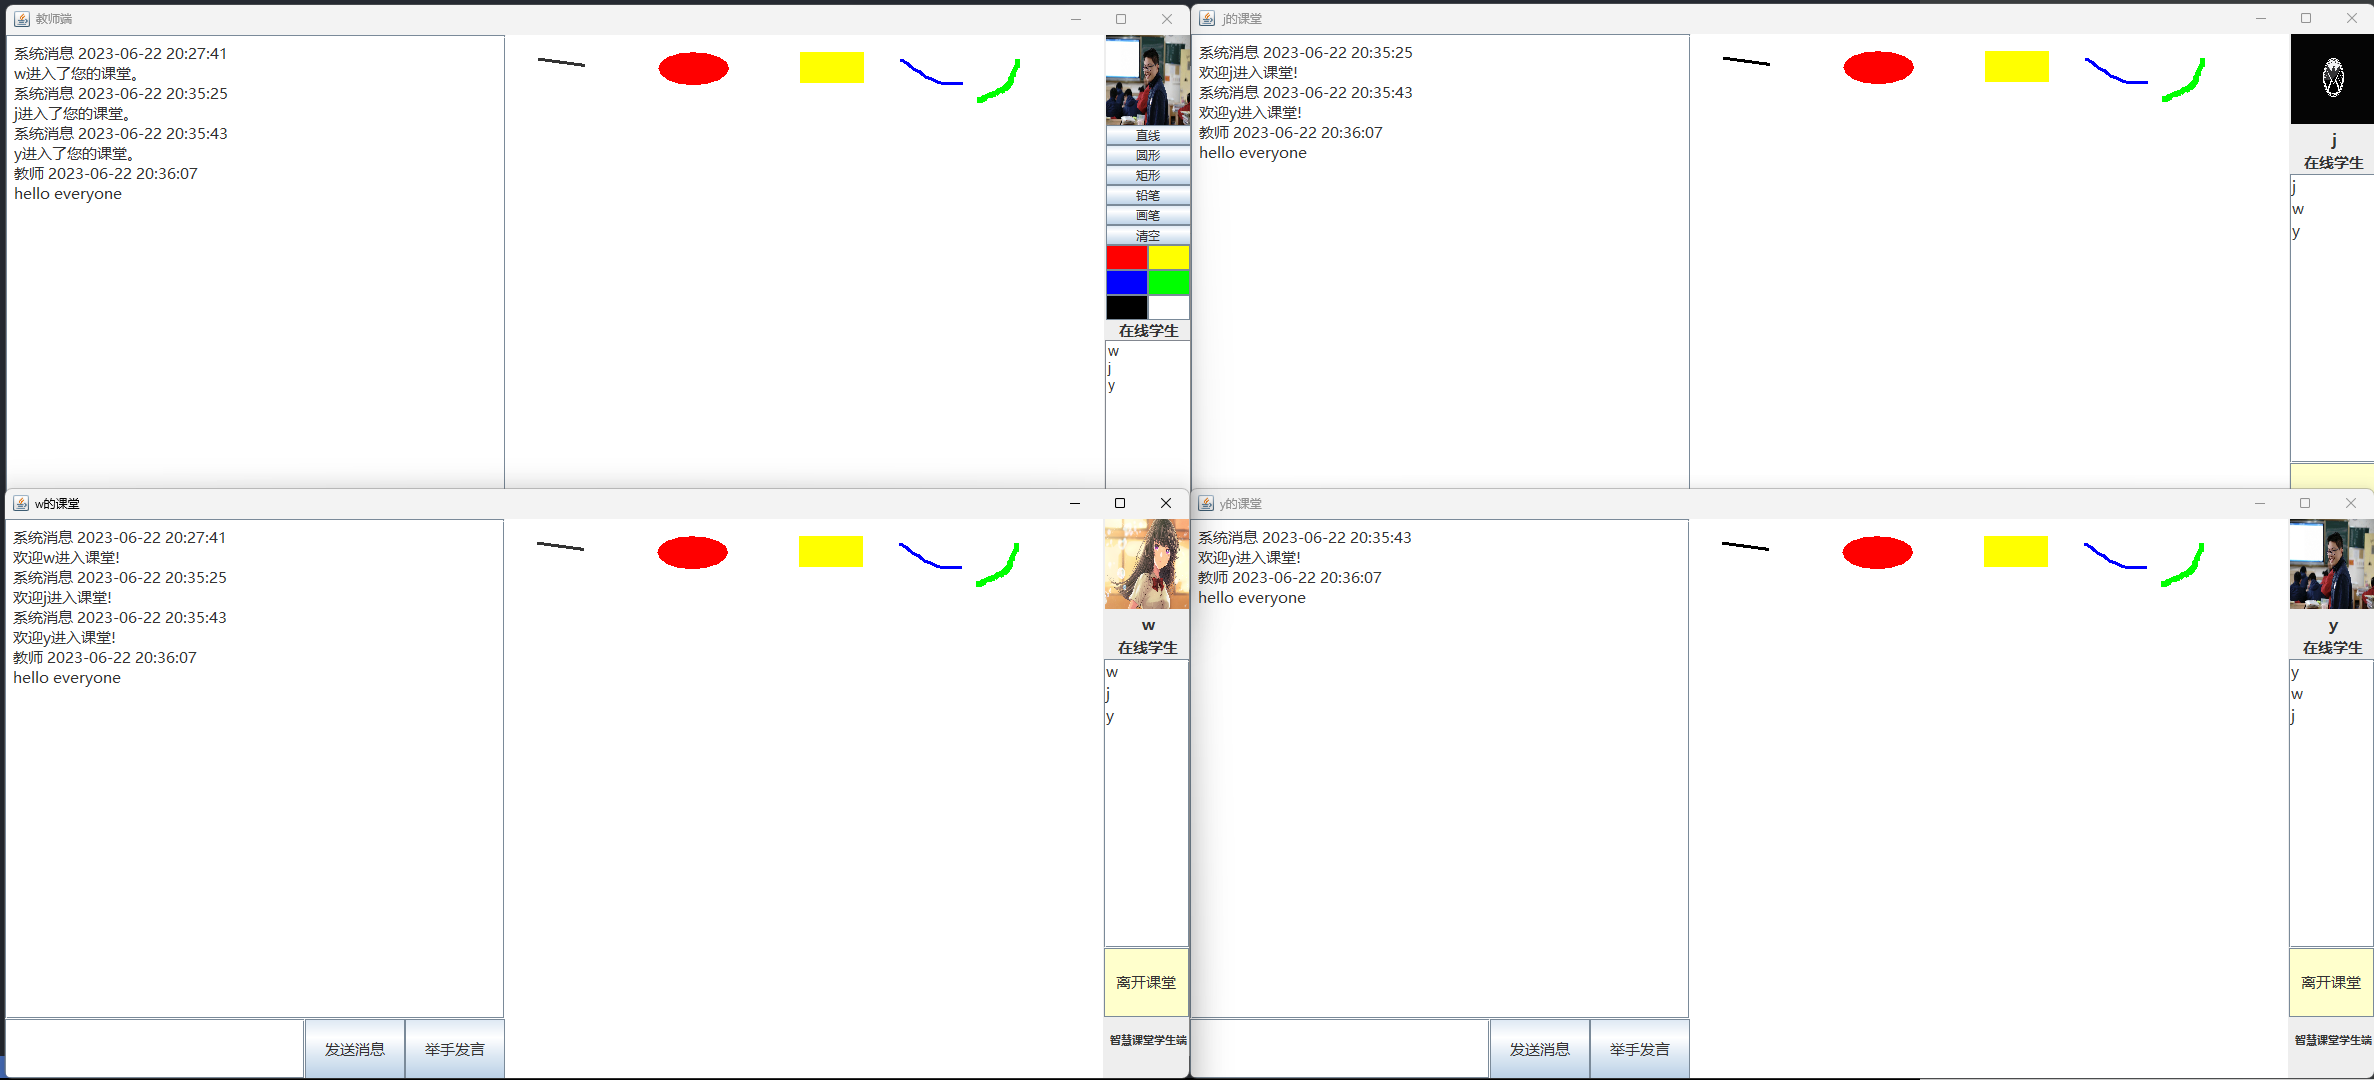 教师端
系统消息 2023-06-22 20:27:41
w进入了您的课堂。
系统消息 2023-06-22 20:35:25
j进入了您的课堂。
系统消息 2023-06-22 20:35:43
y进入了您的课堂。
教师 2023-06-22 20:36:07
hello everyone
直线
圆形
矩形
铅笔
画笔
清空
在线学生
w
j
y
j的课堂
系统消息 2023-06-22 20:35:25
欢迎j进入课堂!
系统消息 2023-06-22 20:35:43
欢迎y进入课堂!
教师 2023-06-22 20:36:07
hello everyone
j
在线学生
j
w
y
w的课堂
系统消息 2023-06-22 20:27:41
欢迎w进入课堂!
系统消息 2023-06-22 20:35:25
欢迎j进入课堂!
系统消息 2023-06-22 20:35:43
欢迎y进入课堂!
教师 2023-06-22 20:36:07
hello everyone
w
在线学生
w
j
y
离开课堂
发送消息
举手发言
智慧课堂学生端
y的课堂
系统消息 2023-06-22 20:35:43
欢迎y进入课堂!
教师 2023-06-22 20:36:07
hello everyone
y
在线学生
y
w
j
离开课堂
发送消息
举手发言
智慧课堂学生端